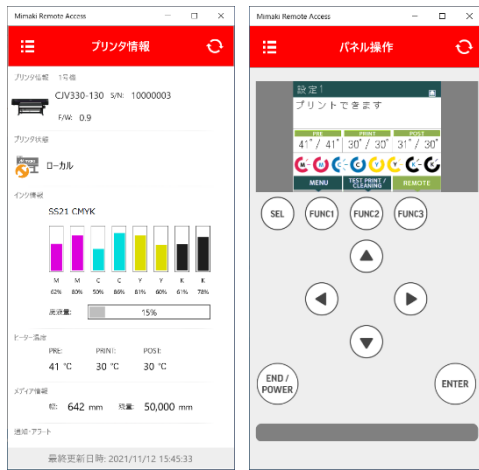 Mimaki Remote Access
プリンタ情報
プリンタ情報 1号機
CJV330-130 S/N: 10000003
F/W: 0.9
プリンタ状態
ローカル
インク情報
SS21 CMYK
M M C C Y Y K K
62% 80% 50% 86% 81% 60% 61% 78%
廃液量: 15%
ヒーター温度
PRE: PRINT: POST:
41 °C 30 °C 30 °C
メディア情報
幅: 642 mm 残量: 50,000 mm
通知・アラート
最終更新日時: 2021/11/12 15:45:33
Mimaki Remote Access
パネル操作
設定1
プリントできます
PRE PRINT POST
41°/ 41° 30°/ 30° 31°/ 30°
M M C C Y Y K K
MENU TEST PRINT / CLEANING REMOTE
SEL FUNC1 FUNC2 FUNC3
END / POWER
ENTER